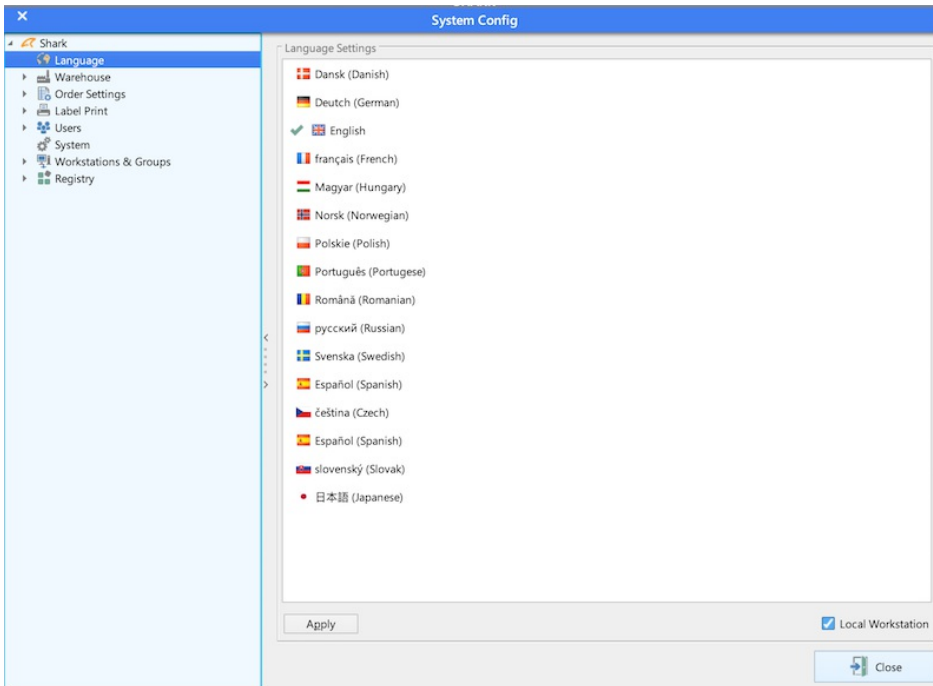 System Config
Shark
Language
Warehouse
Order Settings
Label Print
Users
System
Workstations & Groups
Registry
Language Settings
Dansk (Danish)
Deutch (German)
English
français (French)
Magyar (Hungary)
Norsk (Norwegian)
Polskie (Polish)
Português (Portugese)
Română (Romanian)
русский (Russian)
Svenska (Swedish)
Español (Spanish)
čeština (Czech)
Español (Spanish)
slovenský (Slovak)
日本語 (Japanese)
Apply
Local Workstation
Close